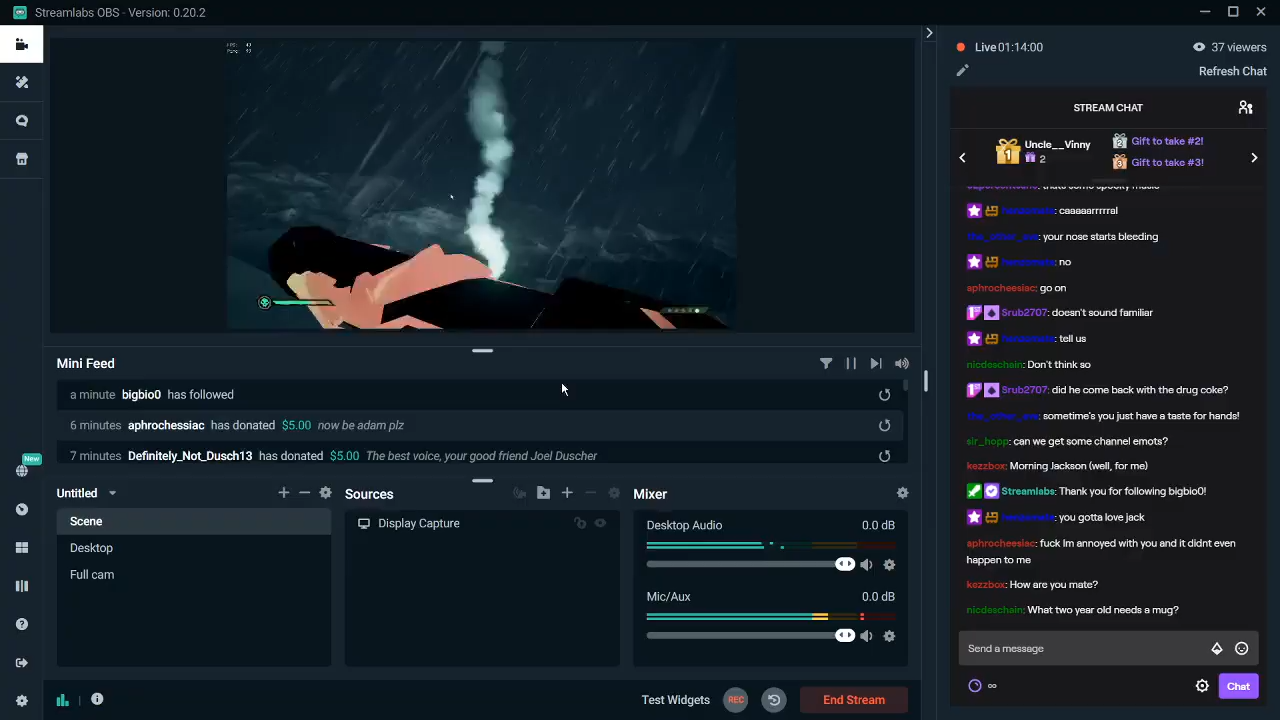 Streamlabs OBS - Version: 0.20.2
Live 01:14:00
37 viewers
Refresh Chat
STREAM CHAT
Uncle__Vinny
2
Gift to take #2!
Gift to take #3!
: caaaaarrrrral
: your nose starts bleeding
: no
aphrocheesiac: go on
Srub2707: doesn't sound familiar
: tell us
nicdeschain: Don't think so
Srub2707: did he come back with the drug coke?
: sometime's you just have a taste for hands!
sir_hopp: can we get some channel emots?
kezzbox: Morning Jackson (well, for me)
Streamlabs: Thank you for following bigbio0!
: you gotta love jack
aphrocheesiac: fuck Im annoyed with you and it didnt even
happen to me
kezzbox: How are you mate?
nicdeschain: What two year old needs a mug?
Send a message
Chat
Mini Feed
a minute bigbio0 has followed
6 minutes aphrochessiac has donated $5.00 now be adam plz
7 minutes Definitely_Not_Dusch13 has donated $5.00 The best voice, your good friend Joel Duscher
New
Untitled
Scene
Desktop
Full cam
Sources
Display Capture
Mixer
Desktop Audio 0.0 dB
Mic/Aux 0.0 dB
Test Widgets
REC
End Stream